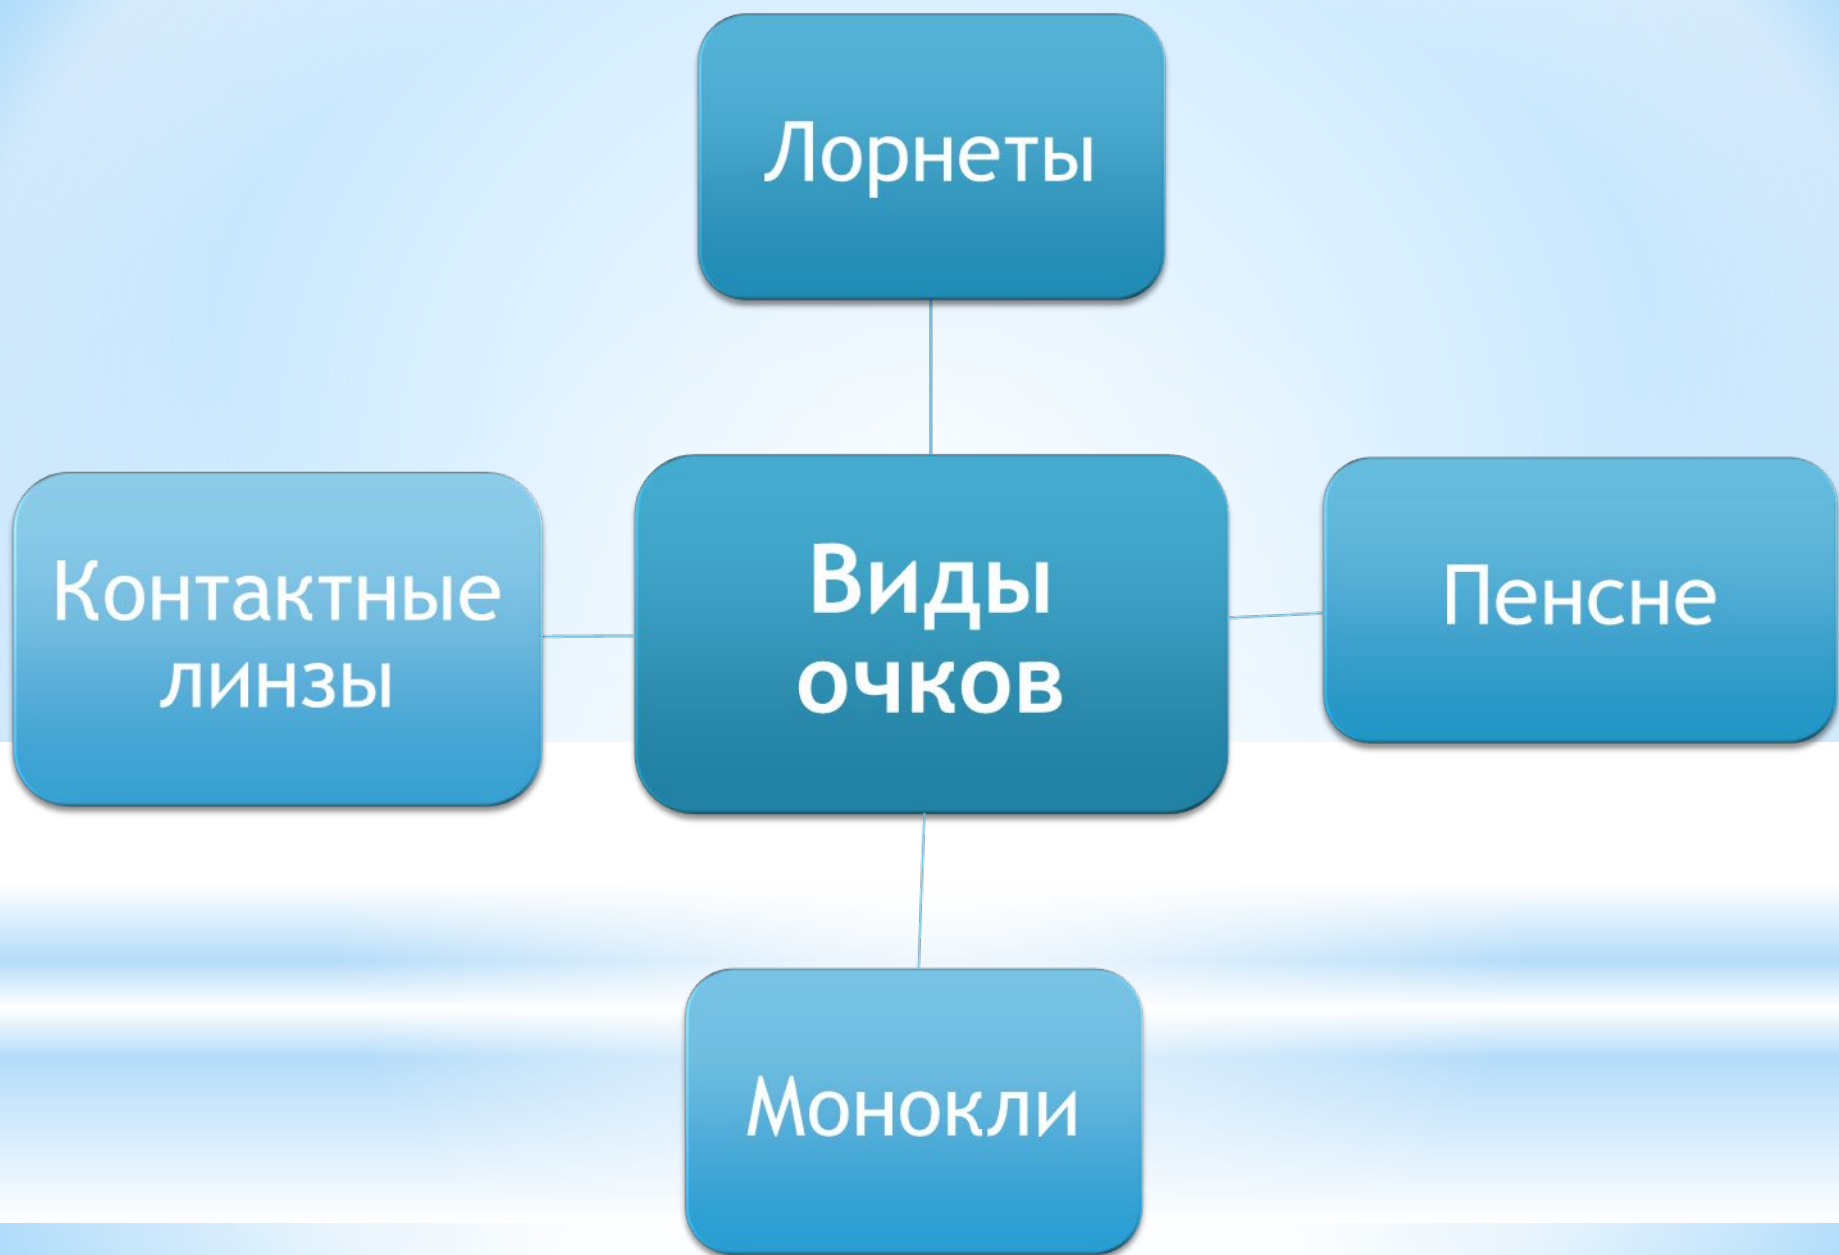 Лорнеты
Контактные
линзы
Виды
очков
Пенсне
Монокли